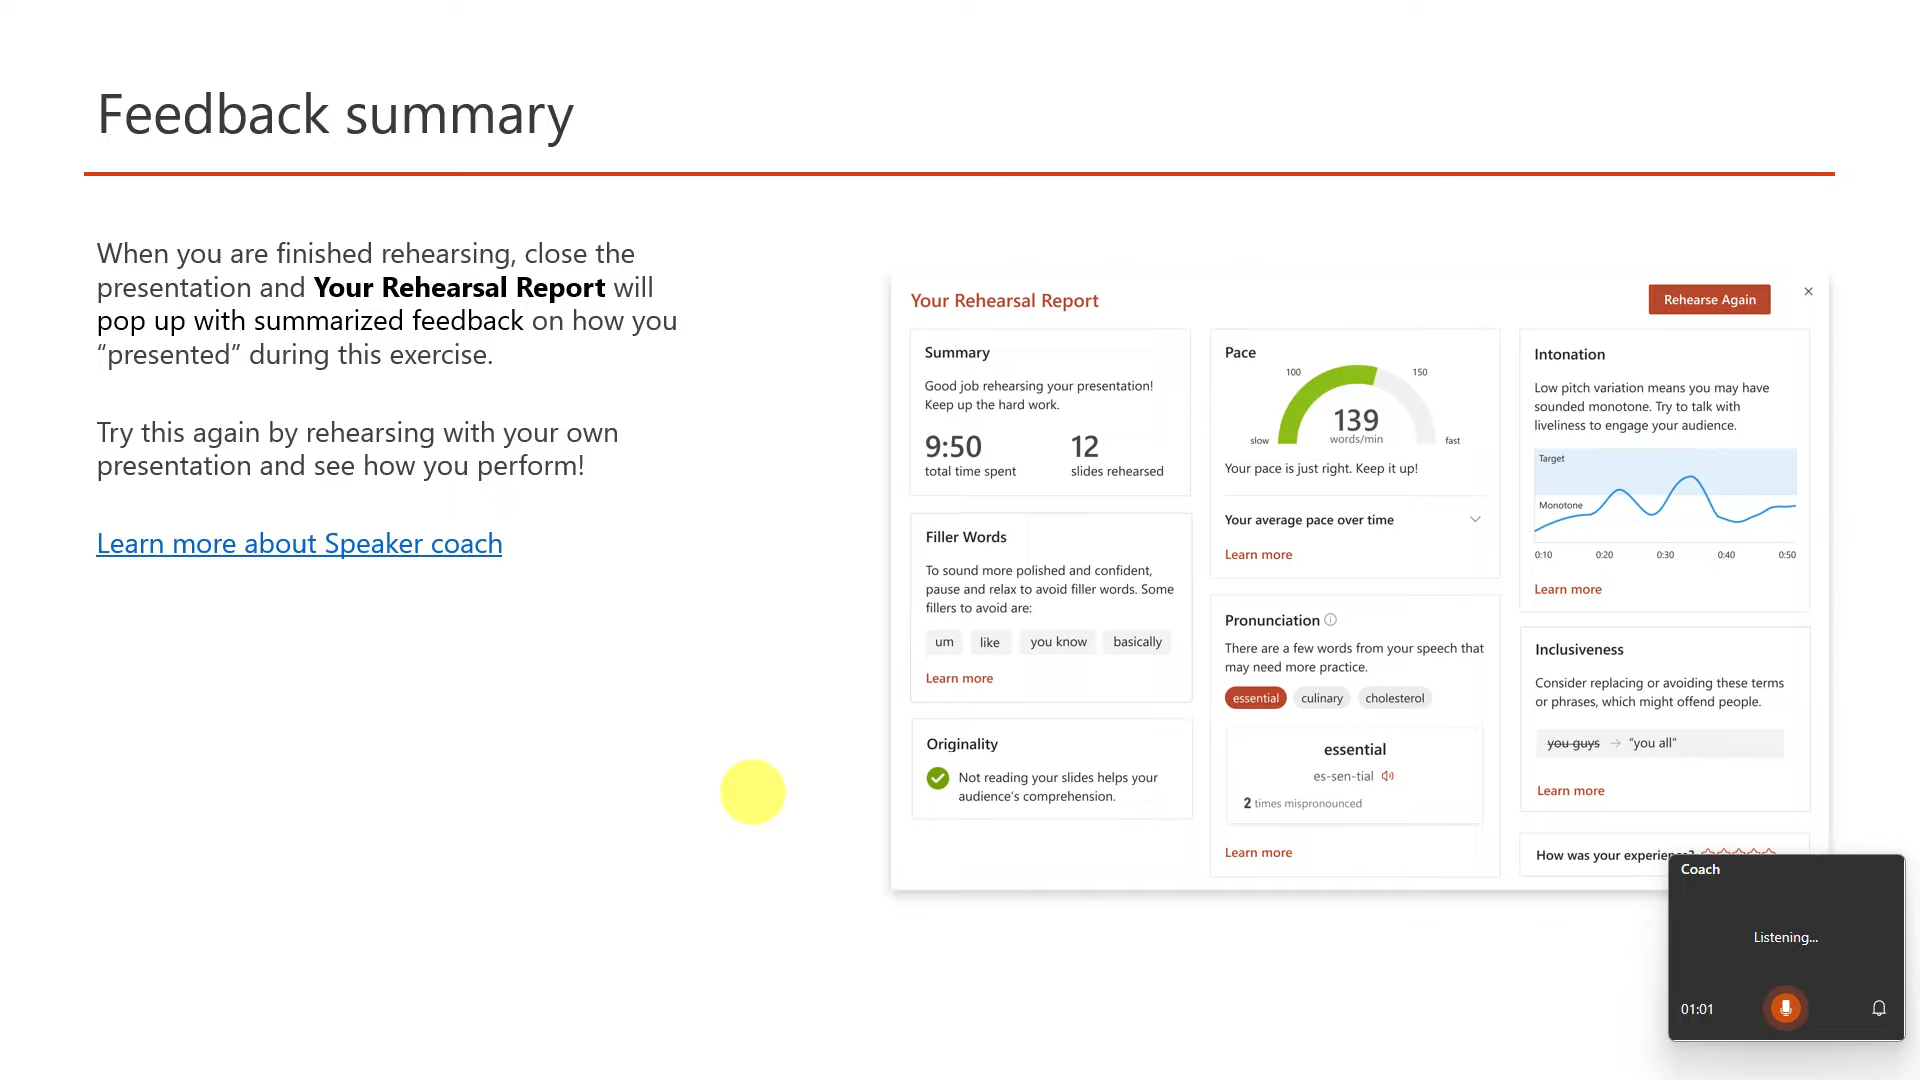 Feedback summary
When you are finished rehearsing, close the
presentation and Your Rehearsal Report will
pop up with summarized feedback on how you
“presented” during this exercise.
Try this again by rehearsing with your own
presentation and see how you perform!
Learn more about Speaker coach
Your Rehearsal Report
Rehearse Again
Summary
Good job rehearsing your presentation!
Keep up the hard work.
9:50
total time spent
12
slides rehearsed
Filler Words
To sound more polished and confident,
pause and relax to avoid filler words. Some
fillers to avoid are:
um like you know basically
Learn more
Originality
Not reading your slides helps your
audience’s comprehension.
Pace
100 150
139
slow words/min fast
Your pace is just right. Keep it up!
Your average pace over time
Learn more
Pronunciation
There are a few words from your speech that
may need more practice.
essential culinary cholesterol
essential
es-sen-tial
2 times mispronounced
Learn more
Intonation
Low pitch variation means you may have
sounded monotone. Try to talk with
liveliness to engage your audience.
Target
Monotone
0:10 0:20 0:30 0:40 0:50
Learn more
Inclusiveness
Consider replacing or avoiding these terms
or phrases, which might offend people.
you guys → “you all”
Learn more
How was your experience?
Coach
Listening...
01:01